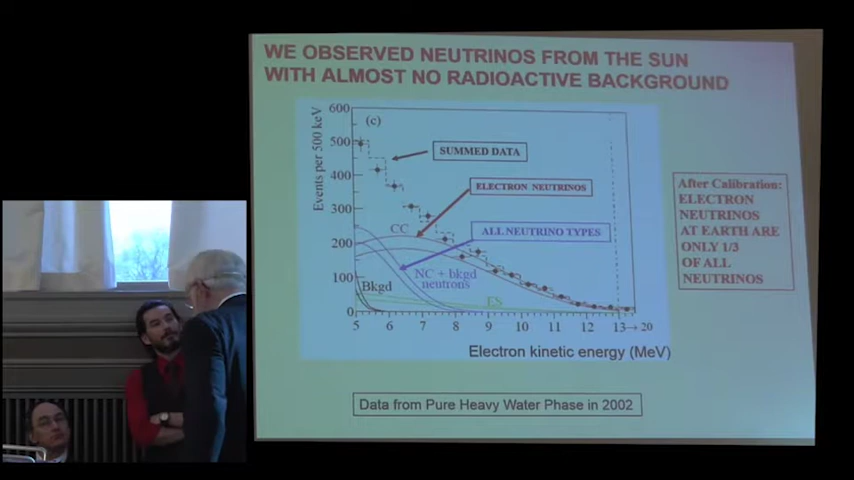 WE OBSERVED NEUTRINOS FROM THE SUN
WITH ALMOST NO RADIOACTIVE BACKGROUND
600
(c)
500
SUMMED DATA
400
ELECTRON NEUTRINOS
300
CC
ALL NEUTRINO TYPES
200
NC + bkgd
neutrons
100
Bkgd
ES
0
Events per 500 keV
5 6 7 8 9 10 11 12 13→ 20
Electron kinetic energy (MeV)
After Calibration:
ELECTRON
NEUTRINOS
AT EARTH ARE
ONLY 1/3
OF ALL
NEUTRINOS
Data from Pure Heavy Water Phase in 2002